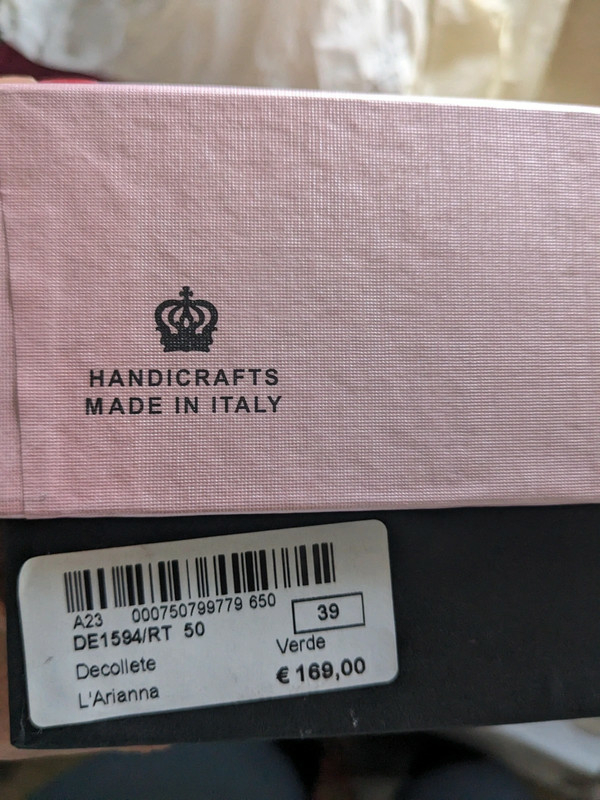 HANDICRAFTS
MADE IN ITALY
A23 000750799779 650
DE1594/RT 50
39
Decollete
Verde
L'Arianna
€ 169,00